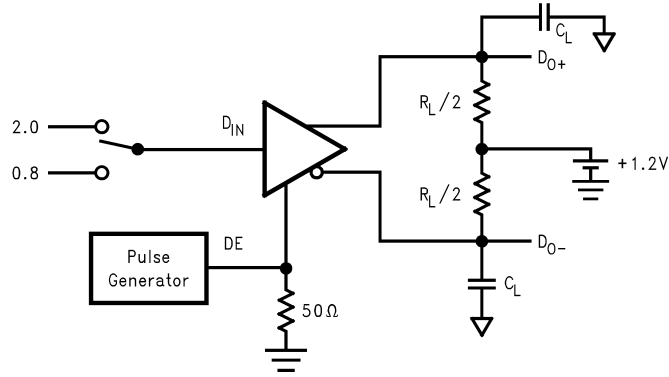 C_L
D_O+
R_L/2
2.0
D_IN
+1.2V
0.8
R_L/2
DE
D_O−
Pulse
Generator
C_L
50Ω